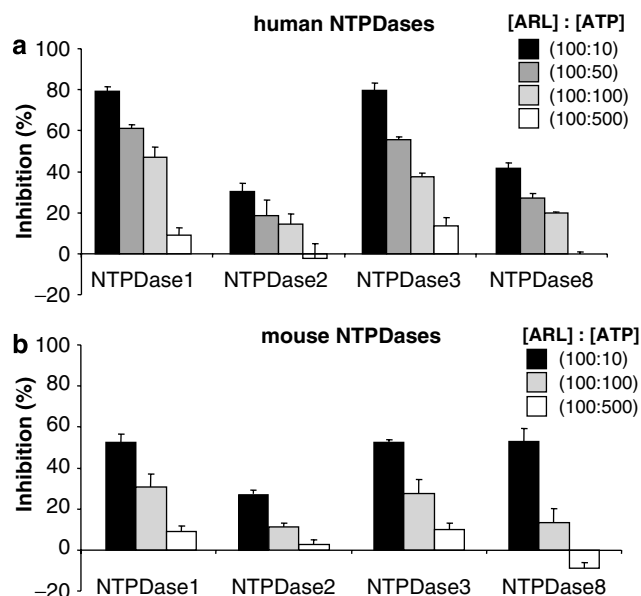 a
human NTPDases
[ARL] : [ATP]
(100:10)
(100:50)
(100:100)
(100:500)
Inhibition (%)
100
80
60
40
20
0
−20
NTPDase1 NTPDase2 NTPDase3 NTPDase8
b
mouse NTPDases
[ARL] : [ATP]
(100:10)
(100:100)
(100:500)
Inhibition (%)
100
80
60
40
20
0
−20
NTPDase1 NTPDase2 NTPDase3 NTPDase8